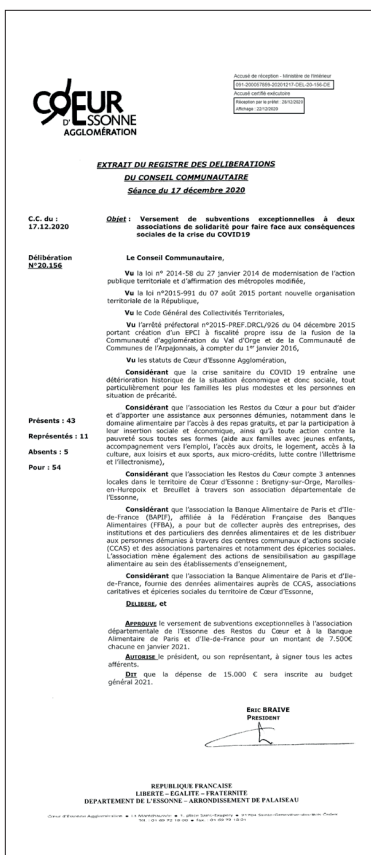 Accusé de réception - Ministère de l'Intérieur
091-200057859-20201217-DEL-20-156-DE
Accusé certifié exécutoire
Réception par le préfet : 22/12/2020
Affichage : 22/12/2020
CŒUR
D'ESSONNE
AGGLOMÉRATION
EXTRAIT DU REGISTRE DES DELIBERATIONS
DU CONSEIL COMMUNAUTAIRE
Séance du 17 décembre 2020
C.C. du :
17.12.2020
Objet : Versement de subventions exceptionnelles à deux
associations de solidarité pour faire face aux conséquences
sociales de la crise du COVID19
Délibération
N°20.156
Le Conseil Communautaire,
Vu la loi n° 2014-58 du 27 janvier 2014 de modernisation de l'action
publique territoriale et d'affirmation des métropoles modifiée,
Vu la loi n°2015-991 du 07 août 2015 portant nouvelle organisation
territoriale de la République,
Vu le Code Général des Collectivités Territoriales,
Vu l'arrêté préfectoral n°2015-PREF.DRCL/926 du 04 décembre 2015
portant création d'un EPCI à fiscalité propre issu de la fusion de la
Communauté d'agglomération du Val d'Orge et de la Communauté de
Communes de l'Arpajonnais, à compter du 1er janvier 2016,
Vu les statuts de Cœur d'Essonne Agglomération,
Considérant que la crise sanitaire du COVID 19 entraîne une
détérioration historique de la situation économique et donc sociale, tout
particulièrement pour les familles les plus modestes et les personnes en
situation de précarité.
Considérant que l'association les Restos du Cœur a pour but d'aider
et d'apporter une assistance aux personnes démunies, notamment dans le
domaine alimentaire par l'accès à des repas gratuits, et par la participation à
leur insertion sociale et économique, ainsi qu'à toute action contre la
pauvreté sous toutes ses formes (aide aux familles avec jeunes enfants,
accompagnement vers l'emploi, l'accès aux droits, le logement, accès à la
culture, aux loisirs et aux sports, aux micro-crédits, lutte contre l'illettrisme
et l'illectronisme),
Présents : 43
Représentés : 11
Absents : 5
Pour : 54
Considérant que l'association les Restos du Cœur compte 3 antennes
locales dans le territoire de Cœur d'Essonne : Bretigny-sur-Orge, Marolles-
en-Hurepoix et Breuillet à travers son association départementale de
l'Essonne,
Considérant que l'association la Banque Alimentaire de Paris et d'Ile-
de-France (BAPIF), affiliée à la Fédération Française des Banques
Alimentaires (FFBA), a pour but de collecter auprès des entreprises, des
institutions et des particuliers des denrées alimentaires et de les distribuer
aux personnes démunies à travers des centres communaux d'actions sociale
(CCAS) et des associations partenaires et notamment des épiceries sociales.
L'association mène également des actions de sensibilisation au gaspillage
alimentaire au sein des établissements d'enseignement,
Considérant que l'association la Banque Alimentaire de Paris et d'Ile-
de-France, fournie des denrées alimentaires auprès de CCAS, associations
caritatives et épiceries sociales du territoire de Cœur d'Essonne,
DELIBERE, et
APPROUVE le versement de subventions exceptionnelles à l'association
départementale de l'Essonne des Restos du Cœur et à la Banque
Alimentaire de Paris et d'Ile-de-France pour un montant de 7.500€
chacune en janvier 2021.
AUTORISE le président, ou son représentant, à signer tous les actes
afférents.
DIT que la dépense de 15.000 € sera inscrite au budget
général 2021.
ERIC BRAIVE
PRESIDENT
REPUBLIQUE FRANCAISE
LIBERTE – EGALITE – FRATERNITE
DEPARTEMENT DE L'ESSONNE – ARRONDISSEMENT DE PALAISEAU